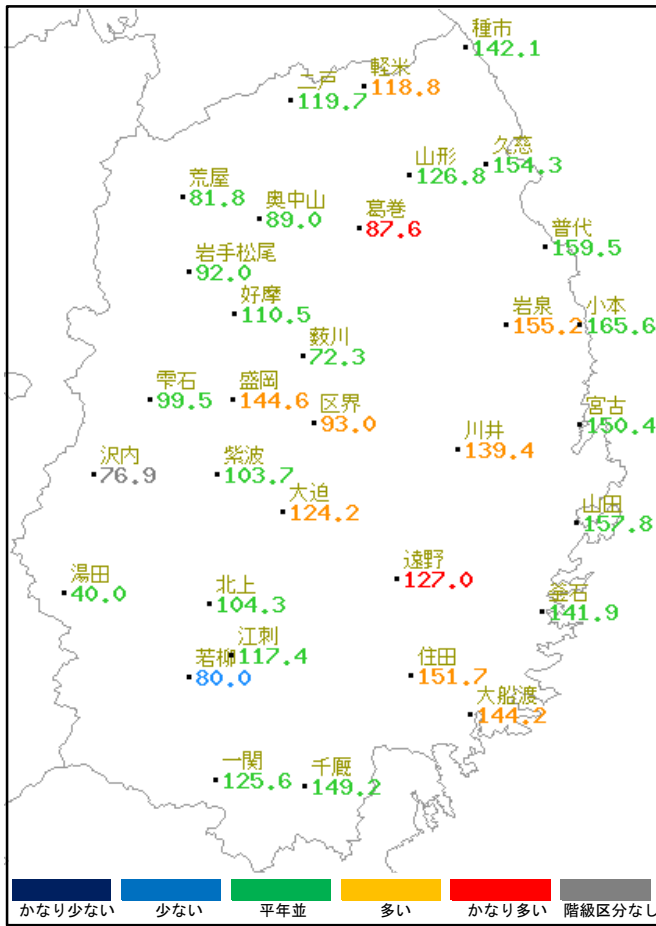 種市
142.1
軽米
118.8
二戸
119.7
久慈
154.3
山形
126.8
荒屋
81.8
奥中山
89.0
葛巻
87.6
普代
159.5
岩手松尾
92.0
好摩
110.5
岩泉
155.2
小本
165.6
薮川
72.3
雫石
99.5
盛岡
144.6
区界
93.0
宮古
150.4
川井
139.4
沢内
76.9
紫波
103.7
大迫
124.2
山田
157.8
遠野
127.0
湯田
40.0
北上
104.3
釜石
141.9
江刺
117.4
若柳
80.0
住田
151.7
大船渡
144.2
一関
125.6
千厩
149.2
かなり少ない
少ない
平年並
多い
かなり多い
階級区分なし